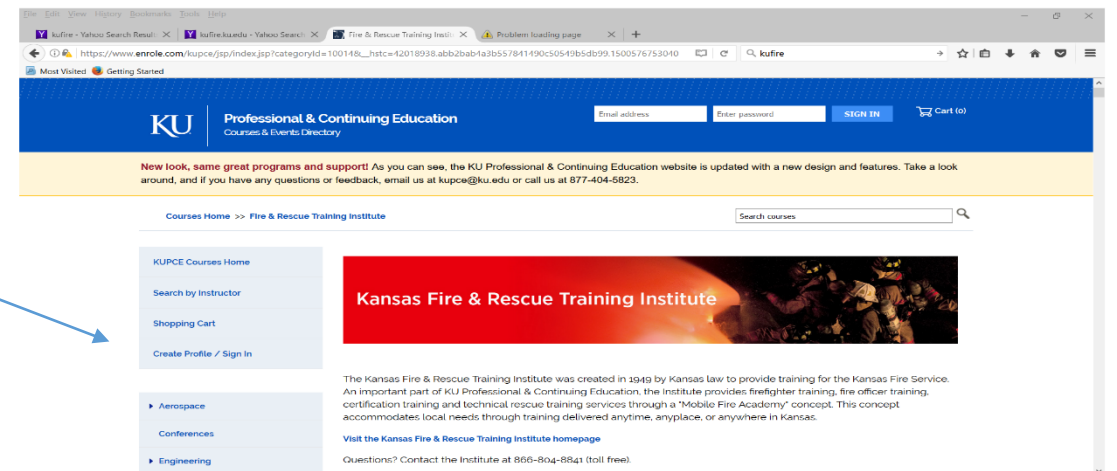 File Edit View History Bookmarks Tools Help
kufire - Yahoo Search Result: kufire.ku.edu - Yahoo Search Fire & Rescue Training Instit Problem loading page
https://www.enrole.com/kupce/jsp/index.jsp?categoryId=10014&__hstc=42018938.abb2bab4a3b557841490c50549b5db99.1500576753040 kufire
Most Visited Getting Started
KU Professional & Continuing Education
Courses & Events Directory
Email address Enter password SIGN IN Cart (0)
New look, same great programs and support! As you can see, the KU Professional & Continuing Education website is updated with a new design and features. Take a look
around, and if you have any questions or feedback, email us at kupce@ku.edu or call us at 877-404-5823.
Courses Home >> Fire & Rescue Training Institute Search courses
KUPCE Courses Home
Search by Instructor
Shopping Cart
Create Profile / Sign In
Aerospace
Conferences
Engineering
Kansas Fire & Rescue Training Institute
The Kansas Fire & Rescue Training Institute was created in 1949 by Kansas law to provide training for the Kansas Fire Service.
An important part of KU Professional & Continuing Education, the Institute provides firefighter training, fire officer training,
certification training and technical rescue training services through a "Mobile Fire Academy" concept. This concept
accommodates local needs through training delivered anytime, anyplace, or anywhere in Kansas.
Visit the Kansas Fire & Rescue Training Institute homepage
Questions? Contact the Institute at 866-804-8841 (toll free).